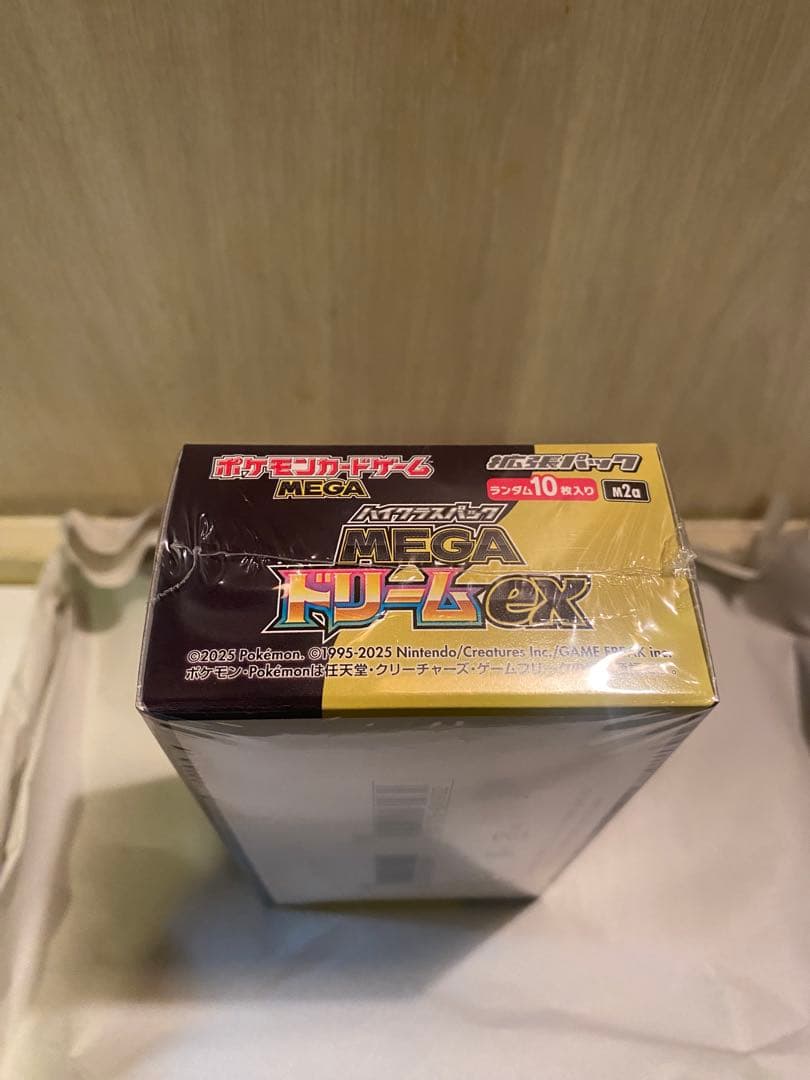 ポケモンカードゲーム
MEGA
拡張パック
ランダム10枚入り
M2a
ハイクラスパック
MEGA
ドリームex
©2025 Pokémon. ©1995-2025 Nintendo/Creatures Inc./GAME FREAK inc.
ポケモン・Pokémonは任天堂・クリーチャーズ・ゲームフリークの